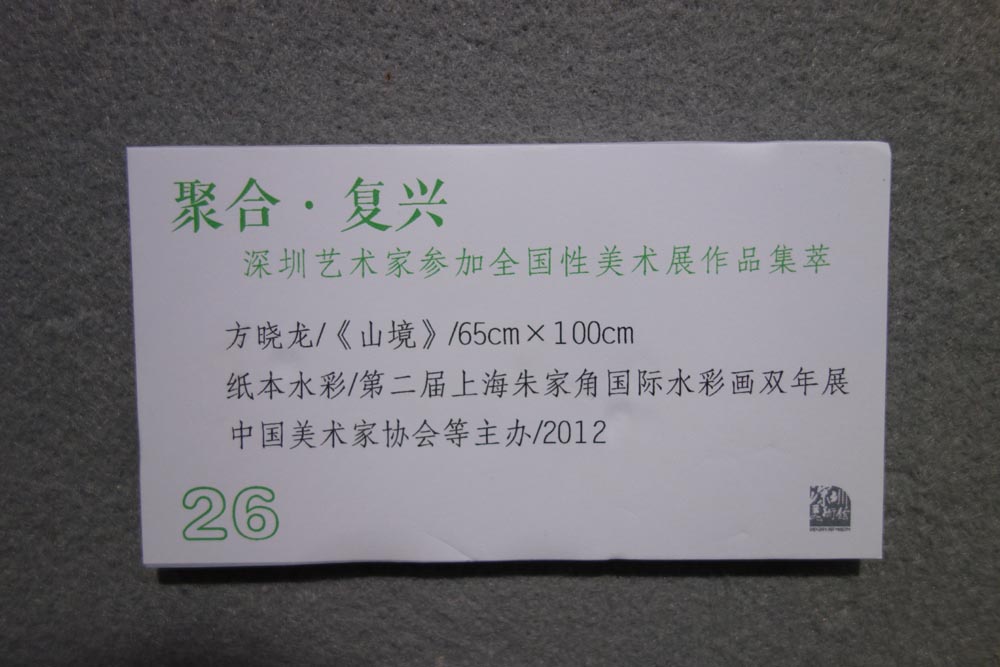 聚合·复兴
深圳艺术家参加全国性美术展作品集萃
方晓龙/《山境》/65cm×100cm
纸本水彩/第二届上海朱家角国际水彩画双年展
中国美术家协会等主办/2012
26